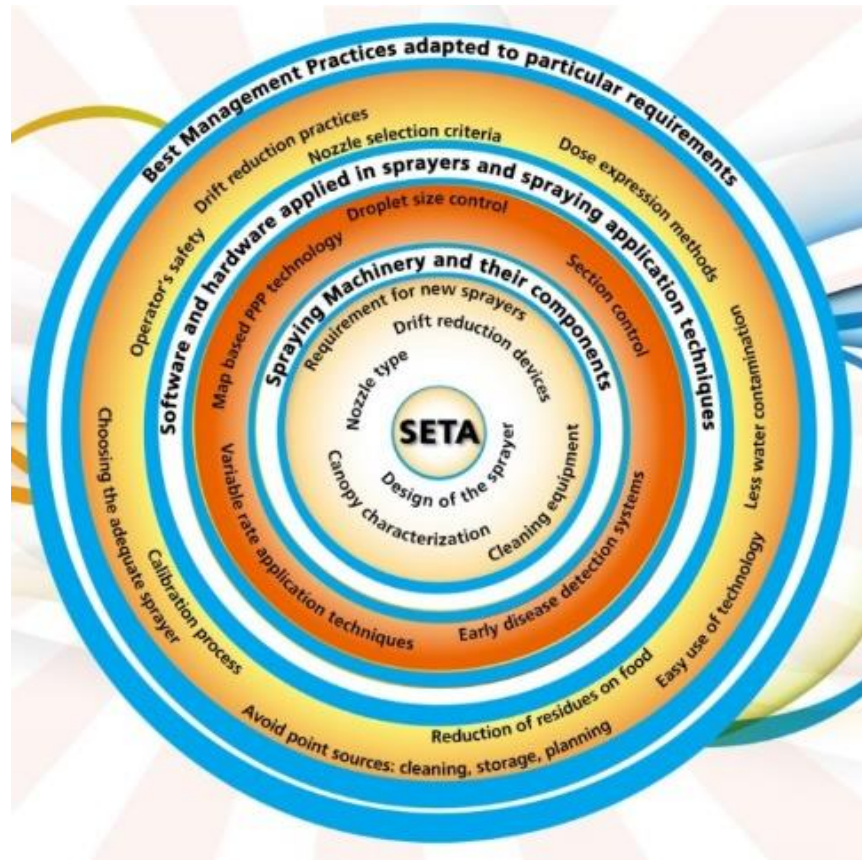 Best Management Practices adapted to particular requirements
Drift reduction practices
Nozzle selection criteria
Dose expression methods
Operator's safety
Less water contamination
Choosing the adequate sprayer
Calibration process
Easy use of technology
Reduction of residues on food
Avoid point sources: cleaning, storage, planning
Software and hardware applied in sprayers and spraying application techniques
Droplet size control
Map based PPP technology
Section control
Variable rate application techniques
Early disease detection systems
Spraying Machinery and their components
Requirement for new sprayers
Drift reduction devices
Nozzle type
SETA
Design of the sprayer
Canopy characterization
Cleaning equipment